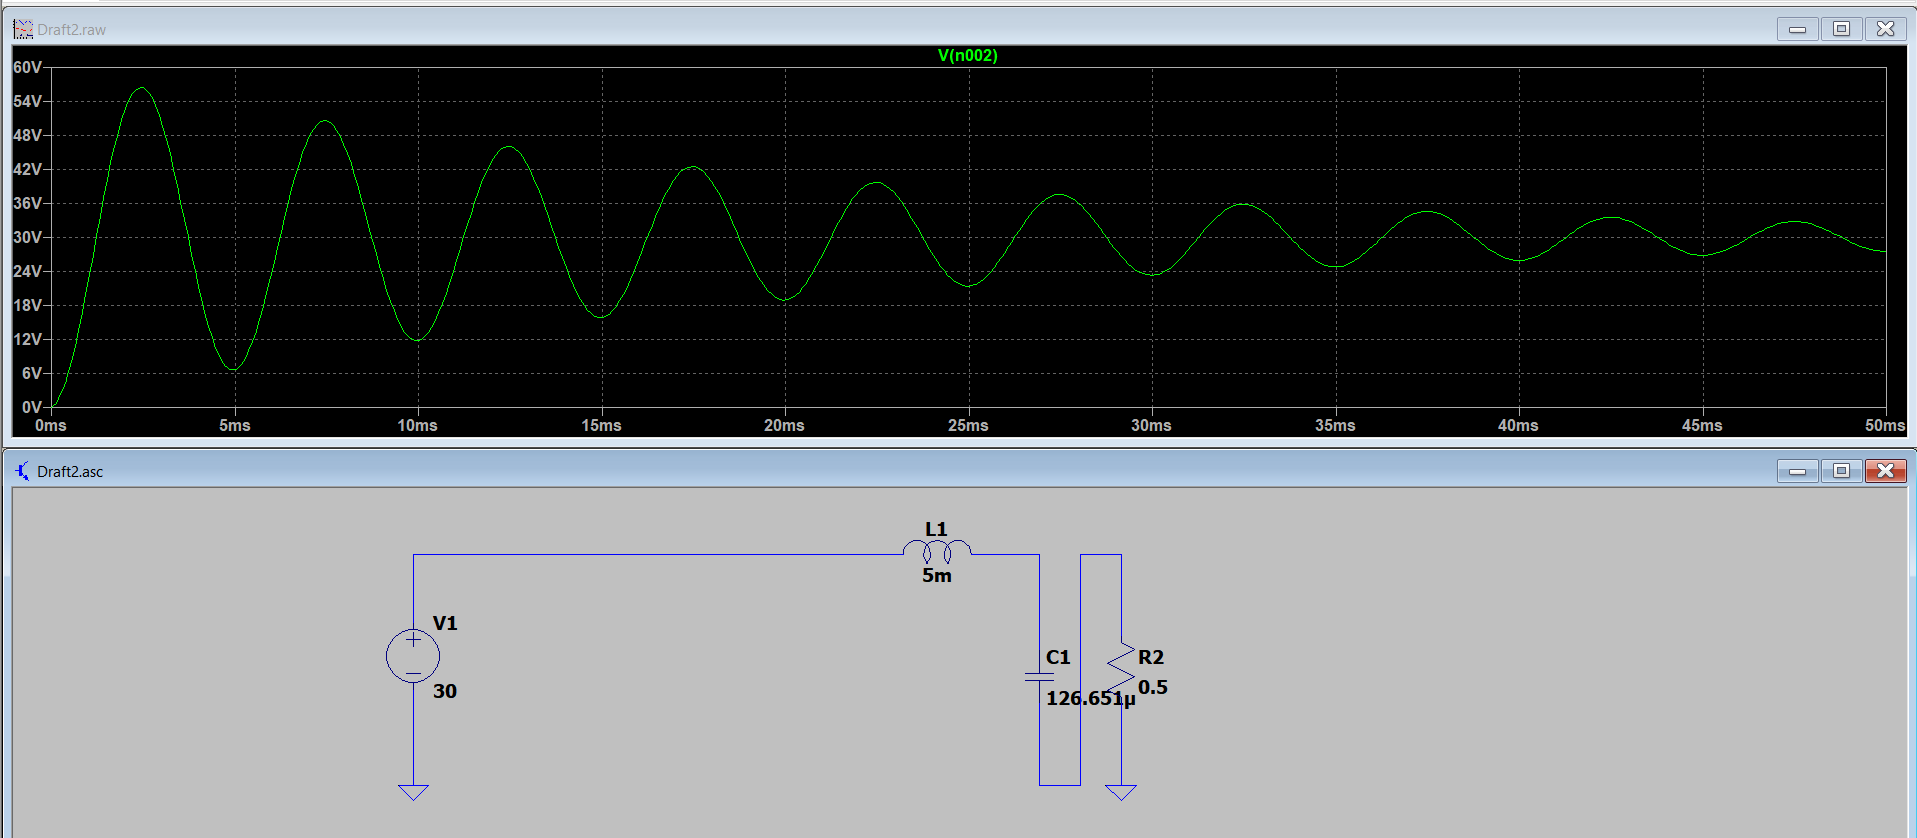 Draft2.raw
V(n002)
60V
54V
48V
42V
36V
30V
24V
18V
12V
6V
0V
0ms 5ms 10ms 15ms 20ms 25ms 30ms 35ms 40ms 45ms 50ms
Draft2.asc
L1
5m
V1
30
C1
126.651µ
R2
0.5